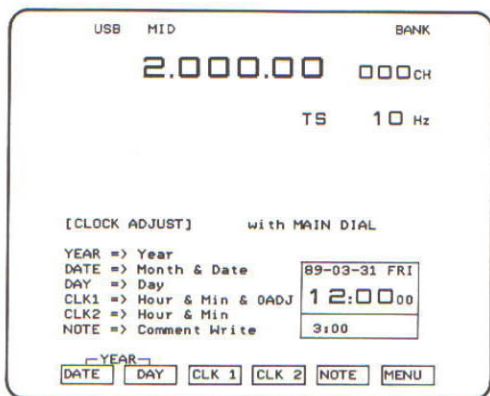 USB MID BANK
2.000.00 000CH
TS 10 Hz
[CLOCK ADJUST] with MAIN DIAL
YEAR => Year
DATE => Month & Date
DAY => Day
CLK1 => Hour & Min & 0ADJ
CLK2 => Hour & Min
NOTE => Comment Write
89-03-31 FRI
12:00 00
3:00
YEAR
DATE DAY CLK 1 CLK 2 NOTE MENU